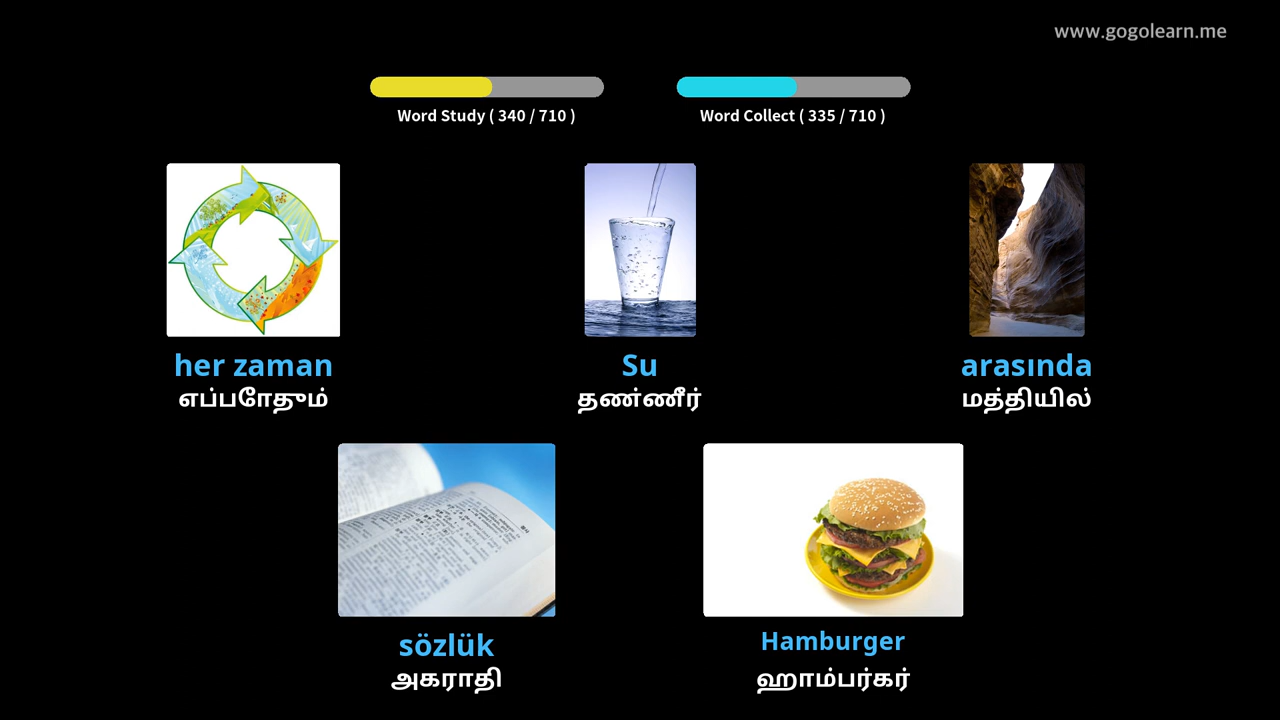 www.gogolearn.me
Word Study ( 340 / 710 )
Word Collect ( 335 / 710 )
her zaman
எப்போதும்
Su
தண்ணீர்
arasında
மத்தியில்
sözlük
அகராதி
Hamburger
ஹாம்பர்கர்